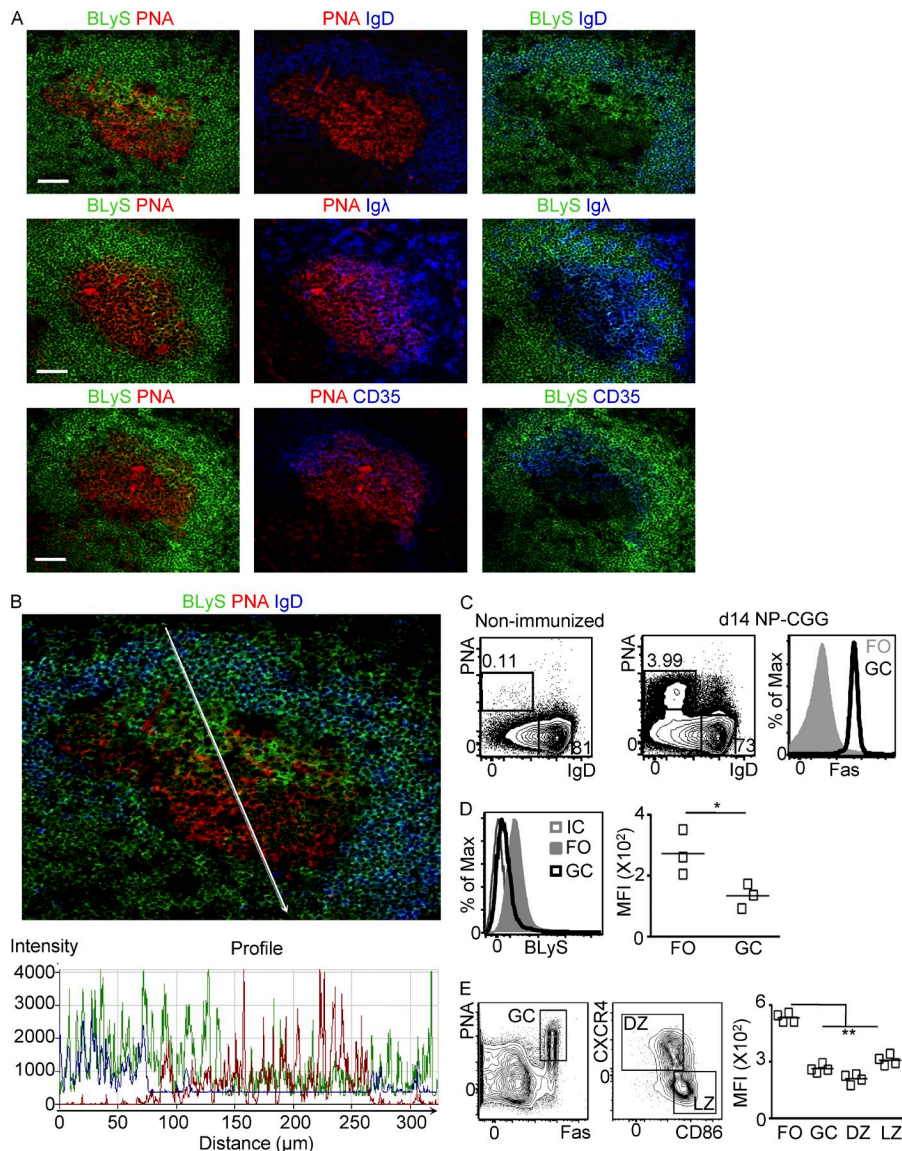 A
BLyS PNA PNA IgD BLyS IgD
BLyS PNA PNA Igλ BLyS Igλ
BLyS PNA PNA CD35 BLyS CD35
B
BLyS PNA IgD
Intensity Profile
4000
3000
2000
1000
0
0 50 100 150 200 250 300
Distance (µm)
C
Non-immunized d14 NP-CGG
PNA
0.11
81
0
0 IgD
PNA
3.99
73
0
0 IgD
% of Max
FO
GC
Fas
D
% of Max
IC
FO
GC
0 BLyS
MFI (X10²)
4
2
0
FO GC
*
E
PNA
GC
0
Fas
CXCR4
DZ
0
LZ
0 CD86
MFI (X10²)
6
3
0
**
FO GC DZ LZ